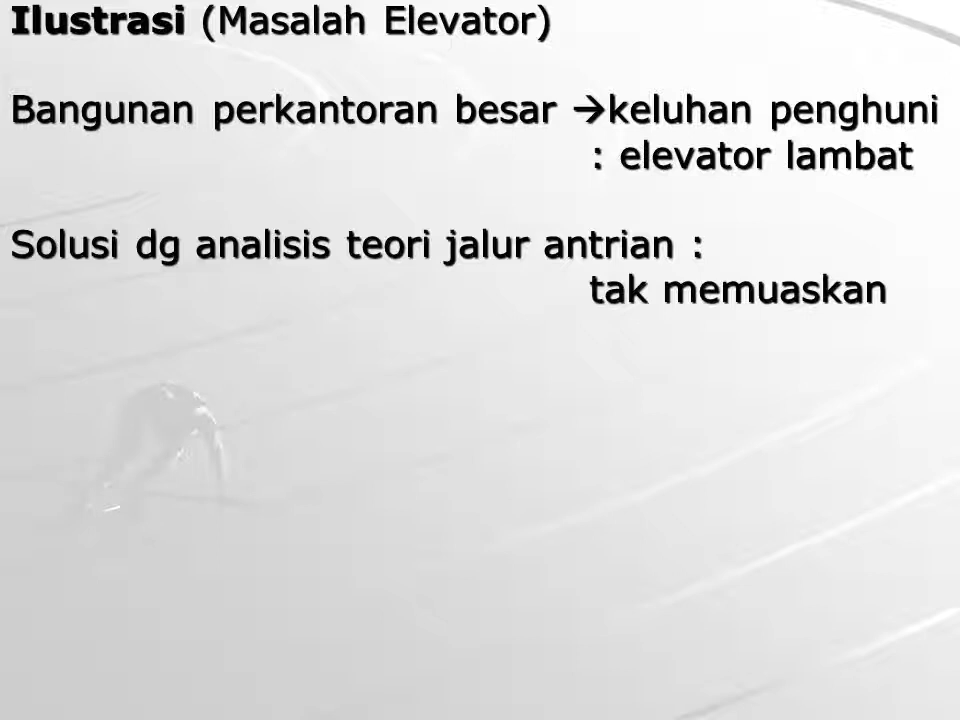 Ilustrasi (Masalah Elevator)
Bangunan perkantoran besar →keluhan penghuni
: elevator lambat
Solusi dg analisis teori jalur antrian :
tak memuaskan